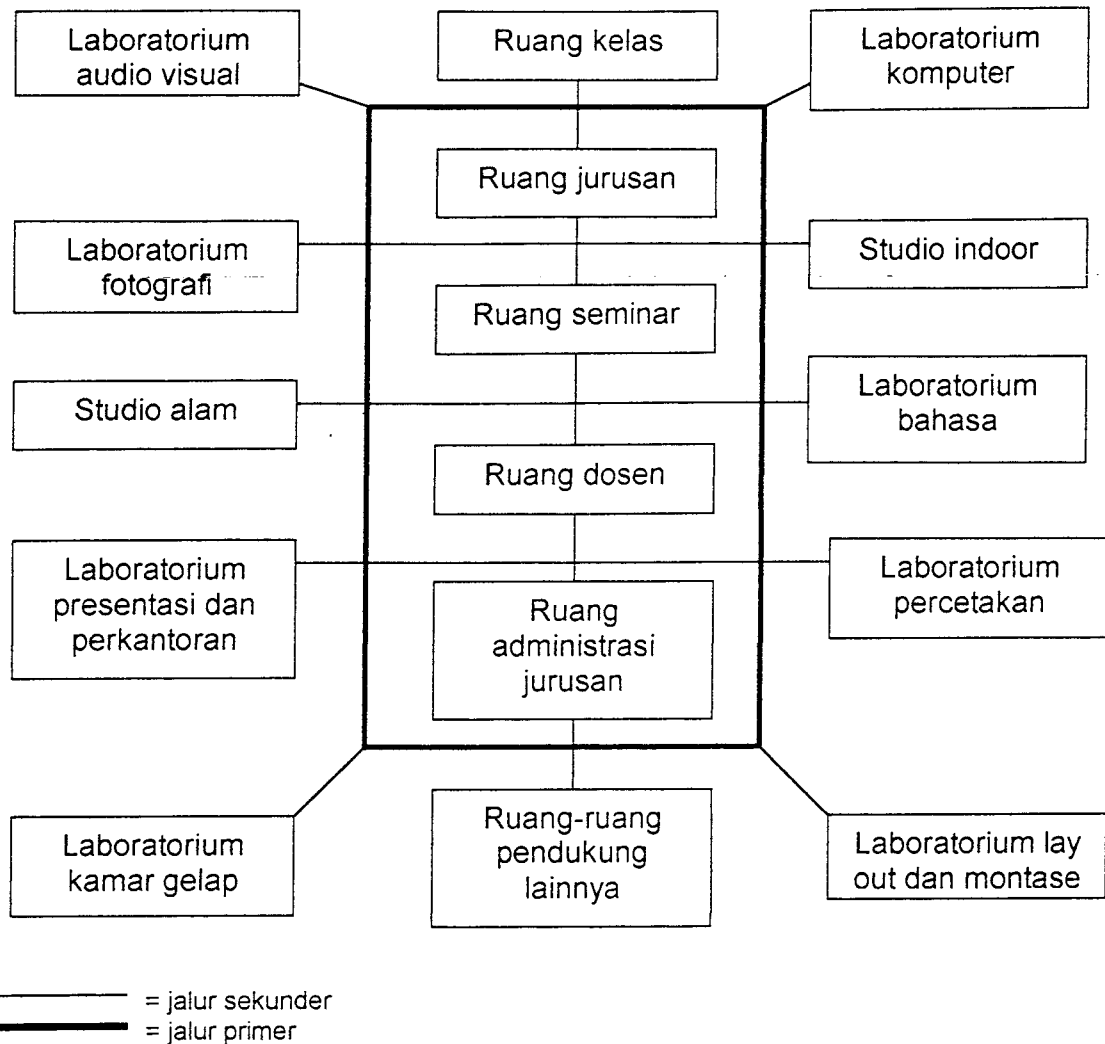 Laboratorium
audio visual
Ruang kelas
Laboratorium
komputer
Ruang jurusan
Laboratorium
fotografi
Studio indoor
Ruang seminar
Studio alam
Laboratorium
bahasa
Ruang dosen
Laboratorium
presentasi dan
perkantoran
Ruang
administrasi
jurusan
Laboratorium
percetakan
Laboratorium
kamar gelap
Ruang-ruang
pendukung
lainnya
Laboratorium lay
out dan montase
= jalur sekunder
= jalur primer